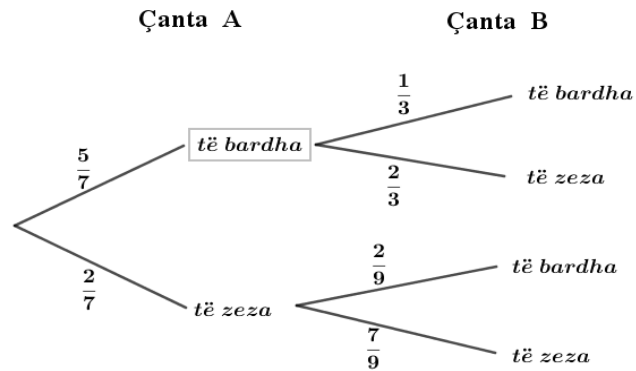 Çanta A
Çanta B
5/7
të bardha
1/3
të bardha
2/3
të zeza
2/7
të zeza
2/9
të bardha
7/9
të zeza